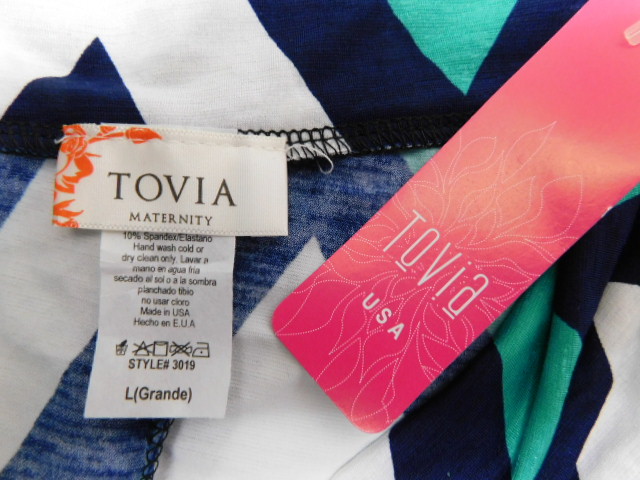 TOVIA
MATERNITY
10% Spandex/Elastano
Hand wash cold or
dry clean only. Lavar a
mano en agua fria
secado al sol o a la sombra
planchado tibio
no usar cloro
Made in USA
Hecho en E.U.A
STYLE# 3019
L(Grande)
Tovia
USA